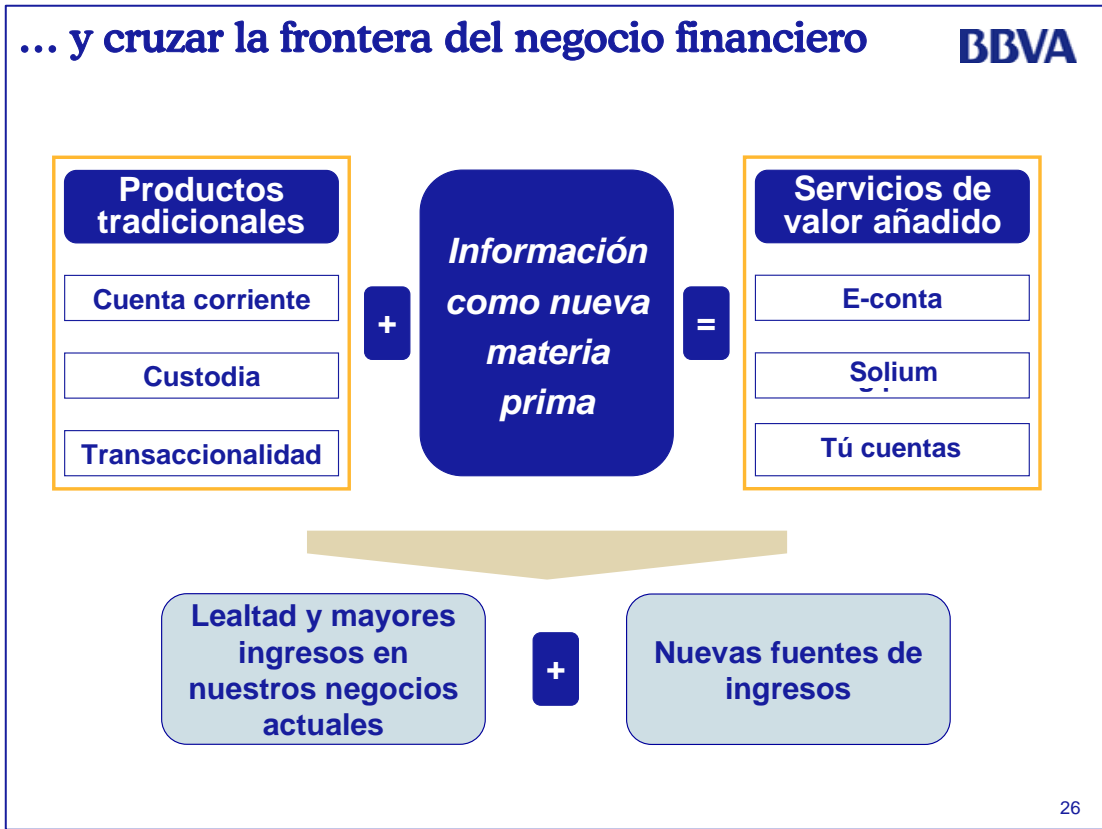 ... y cruzar la frontera del negocio financiero
BBVA
Productos
tradicionales
Cuenta corriente
Custodia
Transaccionalidad
+
Información
como nueva
materia
prima
=
Servicios de
valor añadido
E-conta
Solium
Tú cuentas
Lealtad y mayores
ingresos en
nuestros negocios
actuales
+
Nuevas fuentes de
ingresos
26